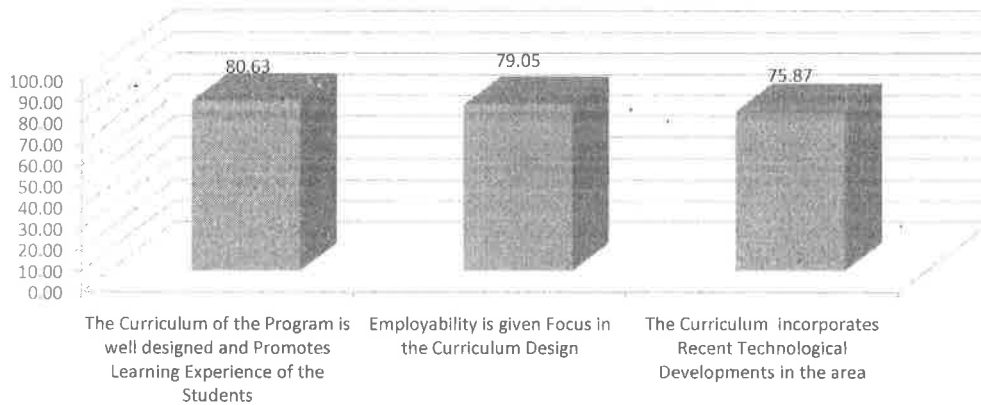 80.63
79.05
75.87
100.00
90.00
80.00
70.00
60.00
50.00
40.00
30.00
20.00
10.00
0.00
The Curriculum of the Program is
well designed and Promotes
Learning Experience of the
Students
Employability is given Focus in
the Curriculum Design
The Curriculum incorporates
Recent Technological
Developments in the area